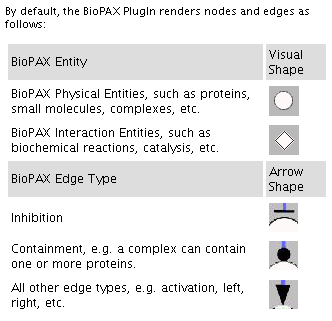 By default, the BioPAX PlugIn renders nodes and edges as
follows:
BioPAX Entity
Visual
Shape
BioPAX Physical Entities, such as proteins,
small molecules, complexes, etc.
BioPAX Interaction Entities, such as
biochemical reactions, catalysis, etc.
BioPAX Edge Type
Arrow
Shape
Inhibition
Containment, e.g. a complex can contain
one or more proteins.
All other edge types, e.g. activation, left,
right, etc.